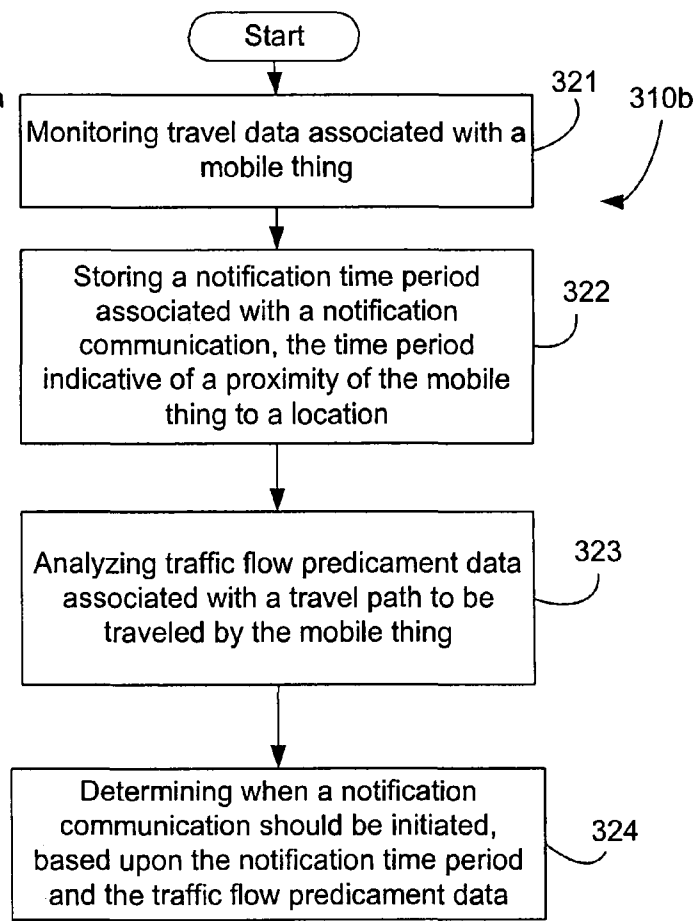 Start
Monitoring travel data associated with a
mobile thing
321
310b
Storing a notification time period
associated with a notification
communication, the time period
indicative of a proximity of the mobile
thing to a location
322
Analyzing traffic flow predicament data
associated with a travel path to be
traveled by the mobile thing
323
Determining when a notification
communication should be initiated,
based upon the notification time period
and the traffic flow predicament data
324